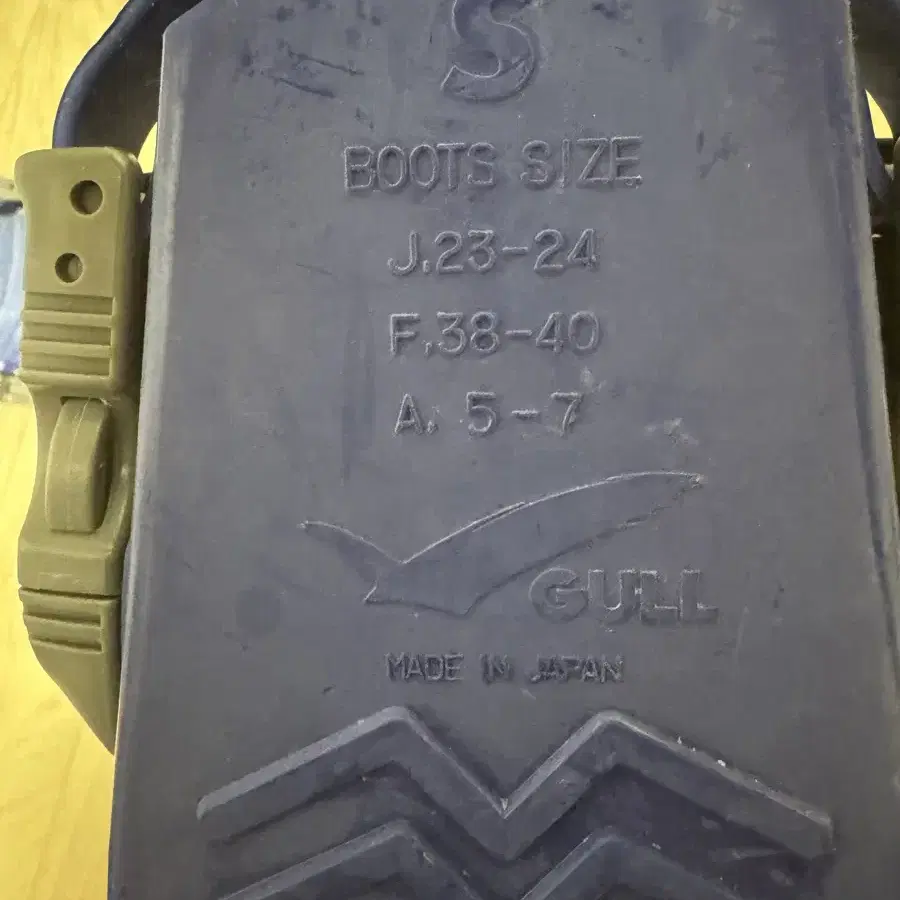 S
BOOTS SIZE
J.23-24
F.38-40
A. 5-7
GULL
MADE IN JAPAN